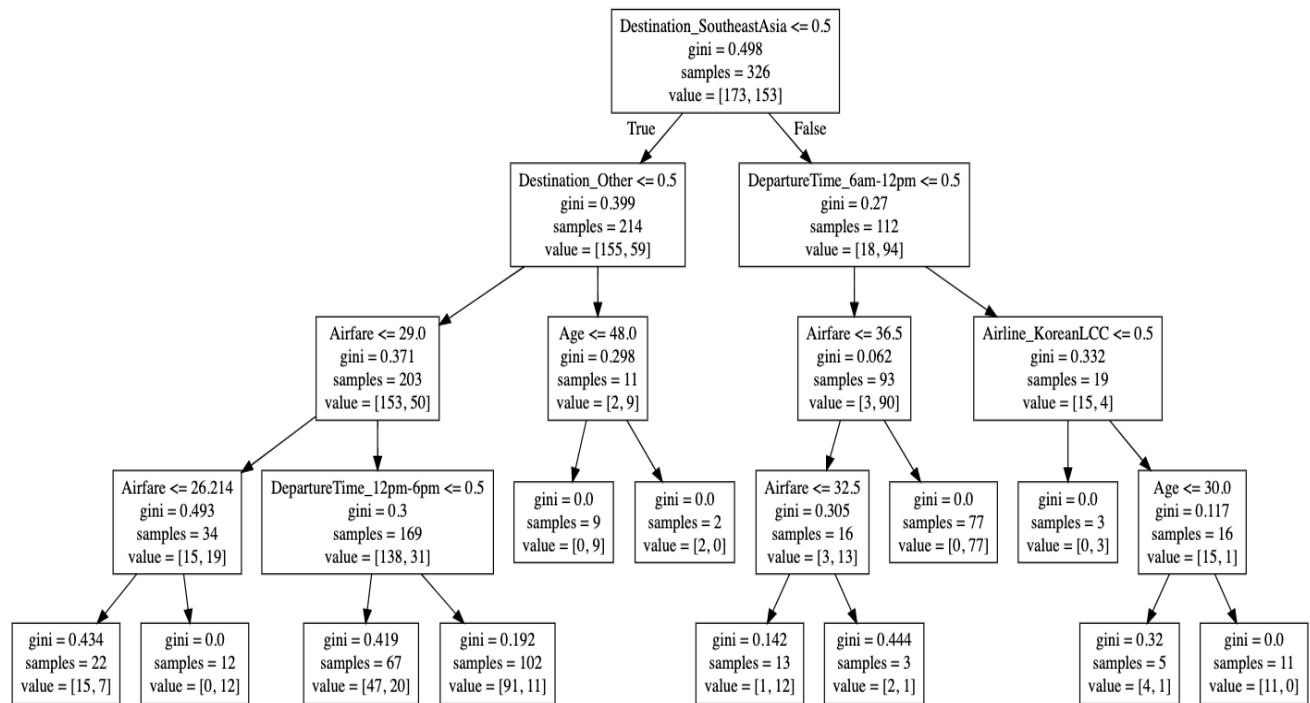 Destination_SoutheastAsia <= 0.5
gini = 0.498
samples = 326
value = [173, 153]
True
False
Destination_Other <= 0.5
gini = 0.399
samples = 214
value = [155, 59]
DepartureTime_6am-12pm <= 0.5
gini = 0.27
samples = 112
value = [18, 94]
Airfare <= 29.0
gini = 0.371
samples = 203
value = [153, 50]
Age <= 48.0
gini = 0.298
samples = 11
value = [2, 9]
Airfare <= 36.5
gini = 0.062
samples = 93
value = [3, 90]
Airline_KoreanLCC <= 0.5
gini = 0.332
samples = 19
value = [15, 4]
Airfare <= 26.214
gini = 0.493
samples = 34
value = [15, 19]
DepartureTime_12pm-6pm <= 0.5
gini = 0.3
samples = 169
value = [138, 31]
gini = 0.0
samples = 9
value = [0, 9]
gini = 0.0
samples = 2
value = [2, 0]
Airfare <= 32.5
gini = 0.305
samples = 16
value = [3, 13]
gini = 0.0
samples = 77
value = [0, 77]
gini = 0.0
samples = 3
value = [0, 3]
Age <= 30.0
gini = 0.117
samples = 16
value = [15, 1]
gini = 0.434
samples = 22
value = [15, 7]
gini = 0.0
samples = 12
value = [0, 12]
gini = 0.419
samples = 67
value = [47, 20]
gini = 0.192
samples = 102
value = [91, 11]
gini = 0.142
samples = 13
value = [1, 12]
gini = 0.444
samples = 3
value = [2, 1]
gini = 0.32
samples = 5
value = [4, 1]
gini = 0.0
samples = 11
value = [11, 0]